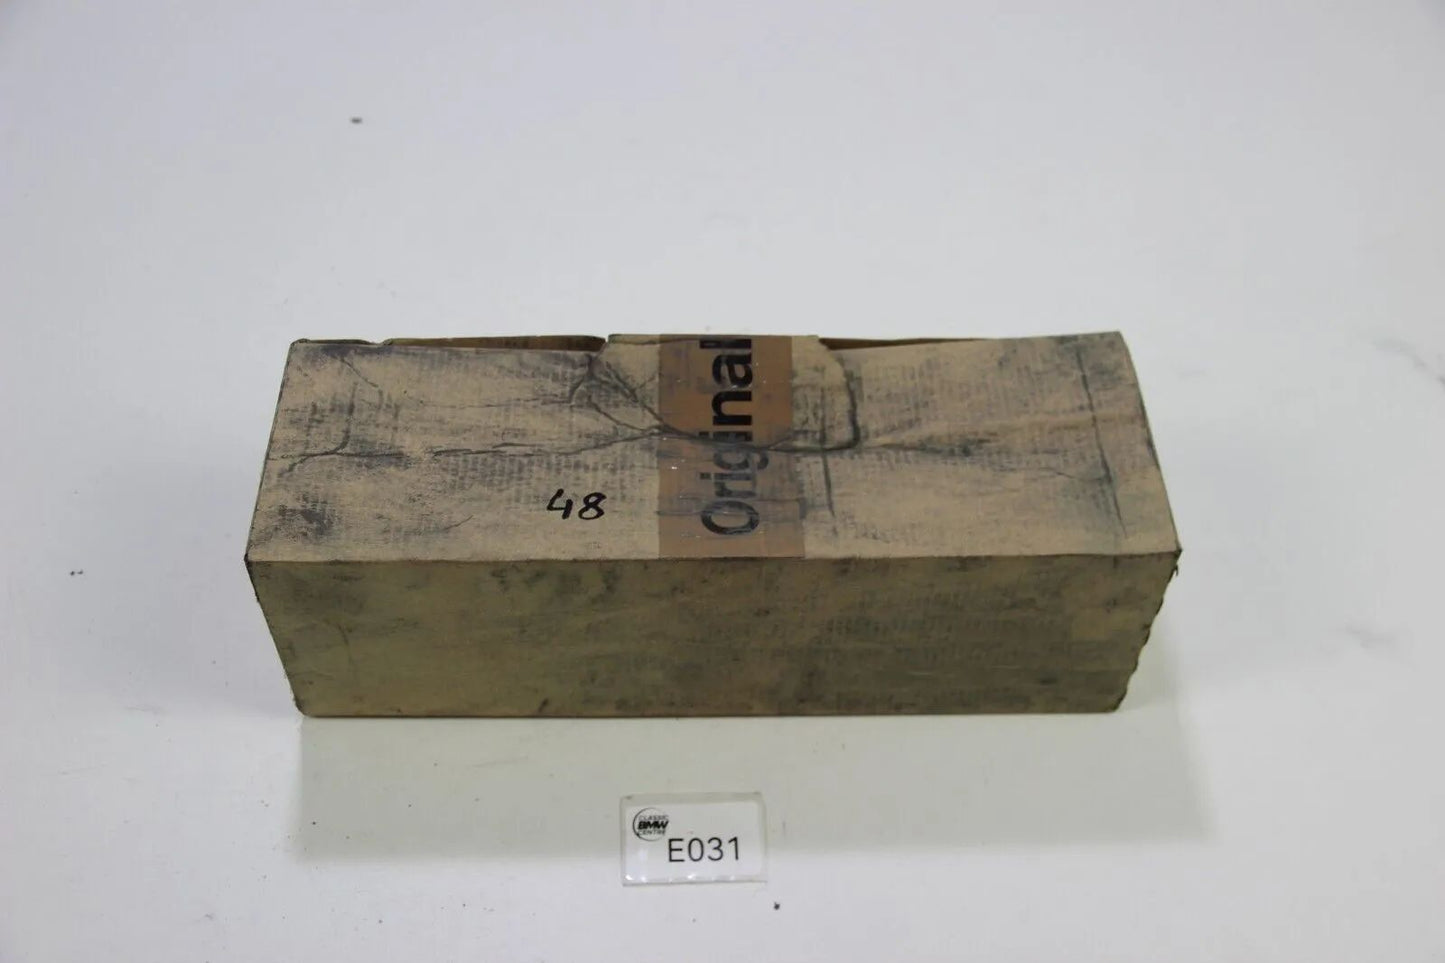 Original
48
CLASSIC
BMW
CENTRE
E031